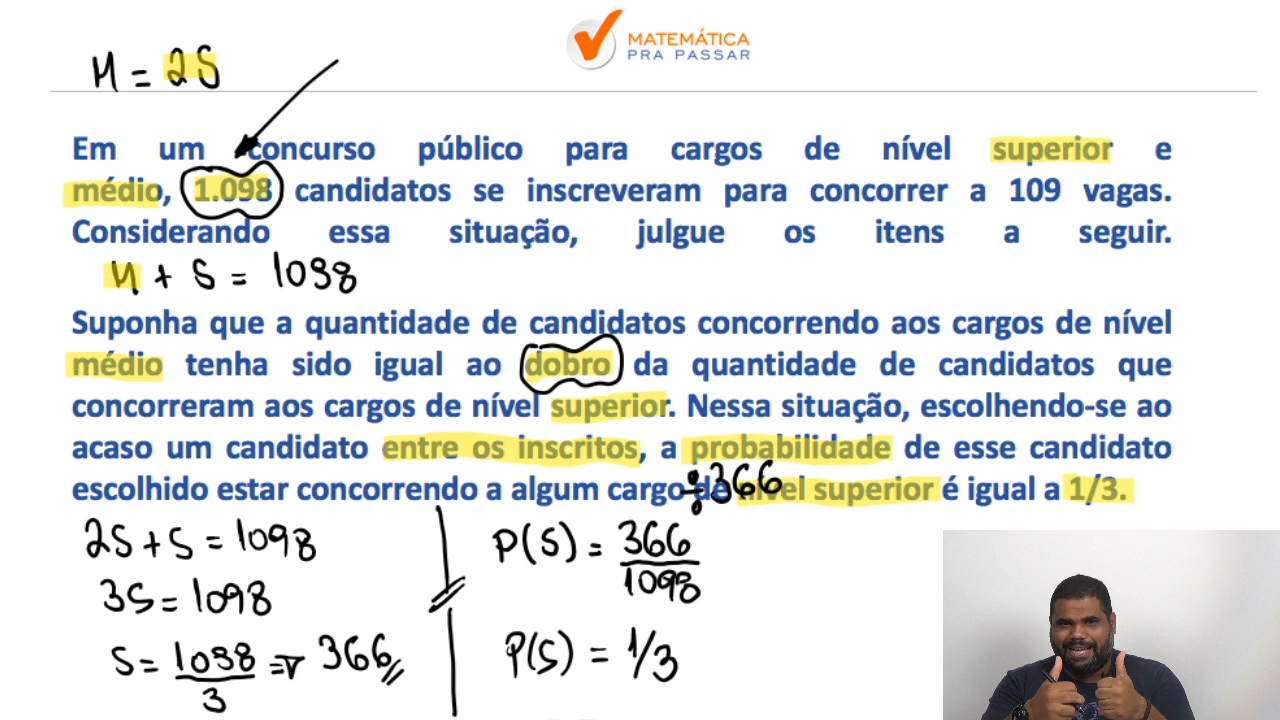 MATEMÁTICA
PRA PASSAR
M = 2S
Em um concurso público para cargos de nível superior e
médio, 1.098 candidatos se inscreveram para concorrer a 109 vagas.
Considerando essa situação, julgue os itens a seguir.
M + S = 1098
Suponha que a quantidade de candidatos concorrendo aos cargos de nível
médio tenha sido igual ao dobro da quantidade de candidatos que
concorreram aos cargos de nível superior. Nessa situação, escolhendo-se ao
acaso um candidato entre os inscritos, a probabilidade de esse candidato
÷366
escolhido estar concorrendo a algum cargo de nível superior é igual a 1/3.
2S + S = 1098
3S = 1098
S = 1098/3 ⇒ 366
P(S) = 366/1098
P(S) = 1/3